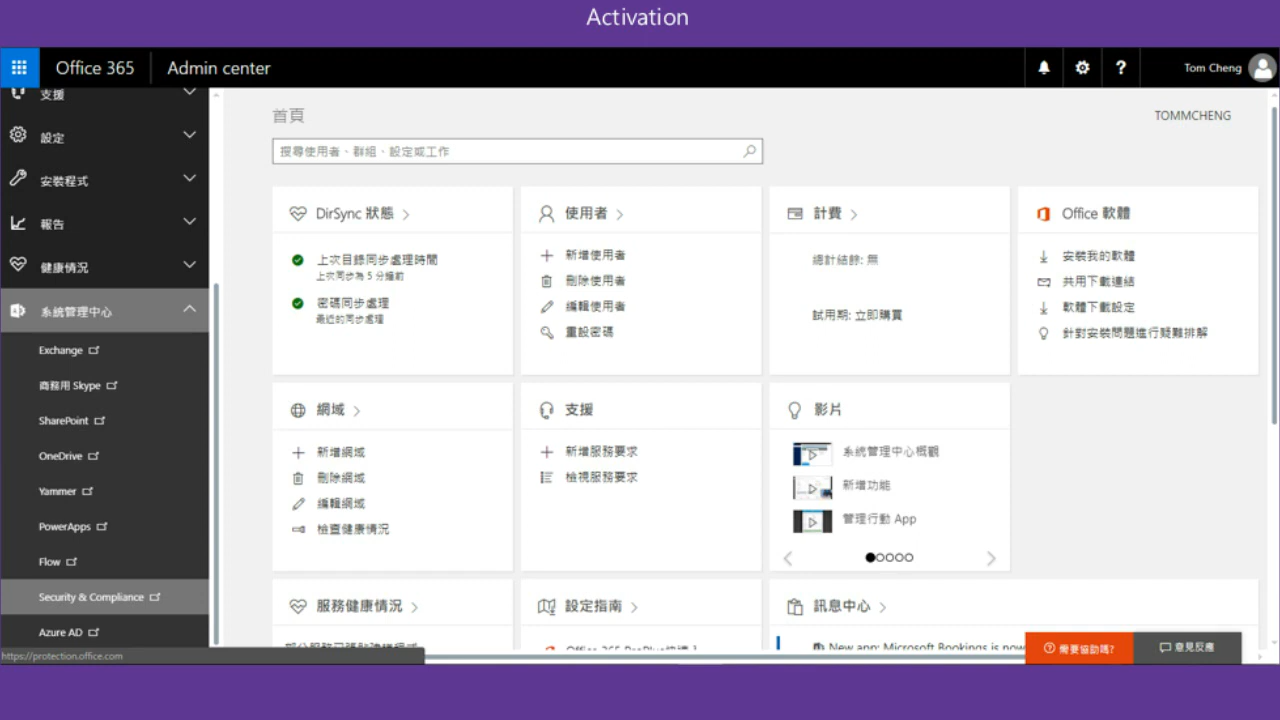 Activation
Office 365
Admin center
Tom Cheng
支援
設定
安裝程式
報告
健康情況
系統管理中心
Exchange
商務用 Skype
SharePoint
OneDrive
Yammer
PowerApps
Flow
Security & Compliance
Azure AD
https://protection.office.com
首頁
TOMMCHENG
搜尋使用者、群組、設定或工作
DirSync 狀態
上次目錄同步處理時間
上次同步為 5 分鐘前
密碼同步處理
最近的同步處理
使用者
新增使用者
刪除使用者
編輯使用者
重設密碼
計費
總計結餘: 無
試用期: 立即購買
Office 軟體
安裝我的軟體
共用下載連結
軟體下載設定
針對安裝問題進行疑難排解
網域
新增網域
刪除網域
編輯網域
檢查健康情況
支援
新增服務要求
檢視服務要求
影片
系統管理中心概觀
新增功能
管理行動 App
服務健康情況
設定指南
訊息中心
New app: Microsoft Bookings is now
需要協助嗎?
意見反應